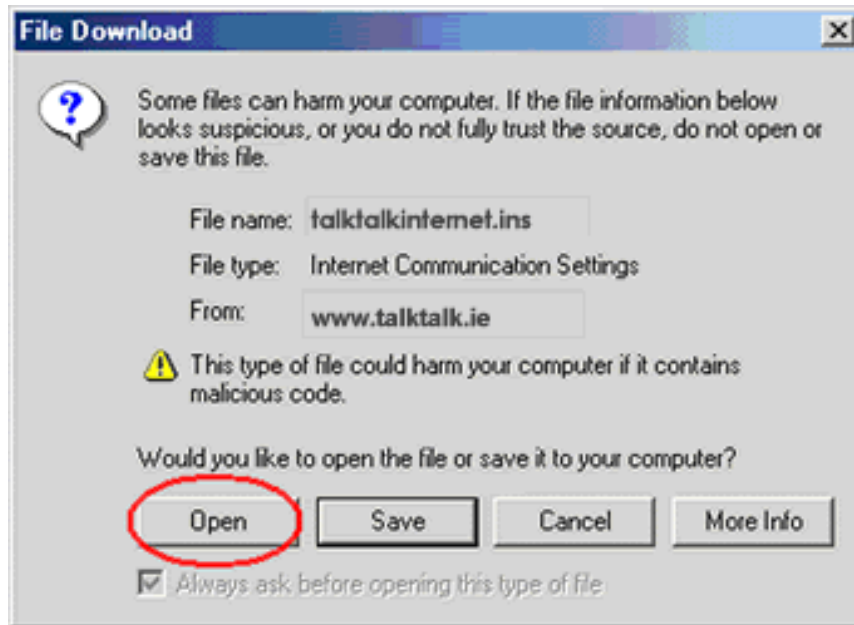 File Download
Some files can harm your computer. If the file information below
looks suspicious, or you do not fully trust the source, do not open or
save this file.
File name: talktalkinternet.ins
File type: Internet Communication Settings
From: www.talktalk.ie
This type of file could harm your computer if it contains
malicious code.
Would you like to open the file or save it to your computer?
Open Save Cancel More Info
Always ask before opening this type of file